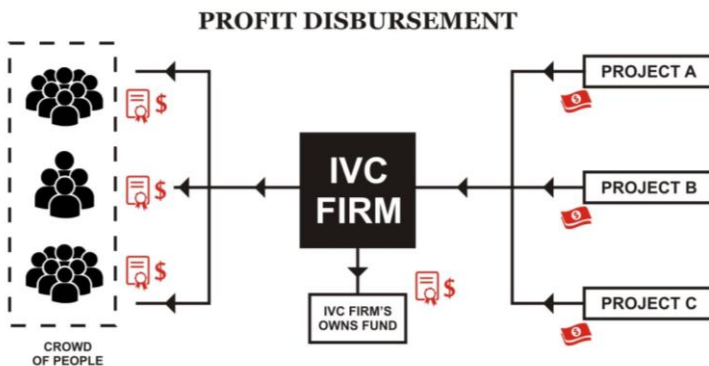 PROFIT DISBURSEMENT
PROJECT A
$
$
IVC
FIRM
PROJECT B
$
$
IVC FIRM'S
OWNS FUND
PROJECT C
CROWD
OF PEOPLE